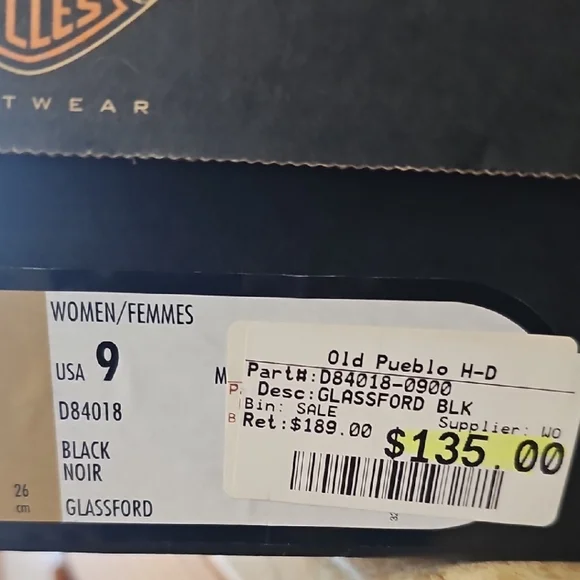 CLES
TWEAR
WOMEN/FEMMES
USA 9
M
D84018
BLACK
NOIR
GLASSFORD
26
cm
Old Pueblo H-D
Part#:D84018-0900
Desc:GLASSFORD BLK
Bin: SALE
Supplier: WO
Ret:$189.00
$135.00
P.
B